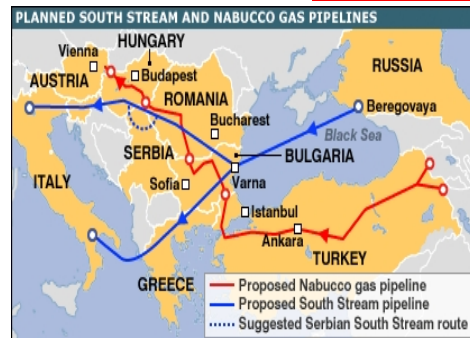 PLANNED SOUTH STREAM AND NABUCCO GAS PIPELINES
HUNGARY
Vienna
RUSSIA
AUSTRIA
Budapest
ROMANIA
Beregovaya
Bucharest
Black Sea
SERBIA
BULGARIA
ITALY
Sofia
Varna
Istanbul
Ankara
TURKEY
GREECE
Proposed Nabucco gas pipeline
Proposed South Stream pipeline
Suggested Serbian South Stream route